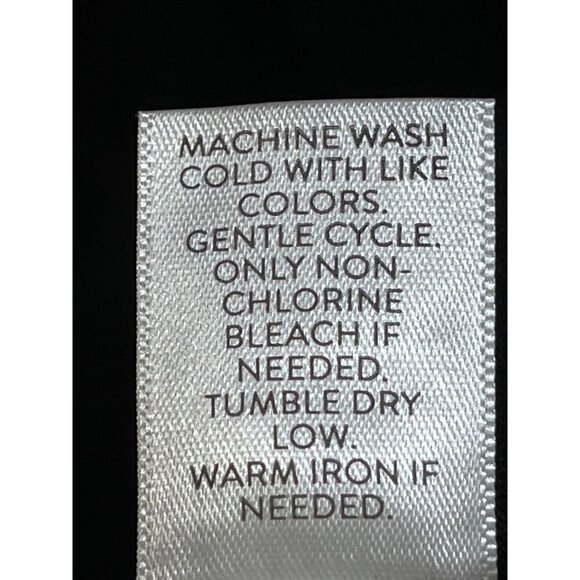 MACHINE WASH
COLD WITH LIKE
COLORS.
GENTLE CYCLE.
ONLY NON-
CHLORINE
BLEACH IF
NEEDED.
TUMBLE DRY
LOW.
WARM IRON IF
NEEDED.